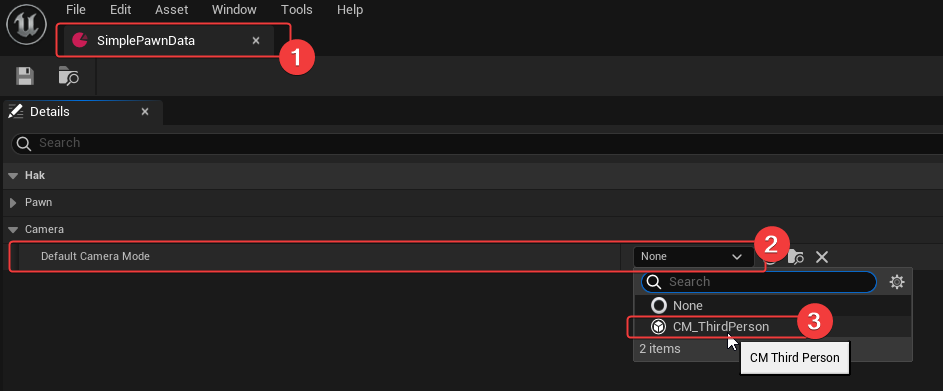 File Edit Asset Window Tools Help
SimplePawnData
1
Details
Search
Hak
Pawn
Camera
2
Default Camera Mode None
Search
None
CM_ThirdPerson 3
2 items
CM Third Person